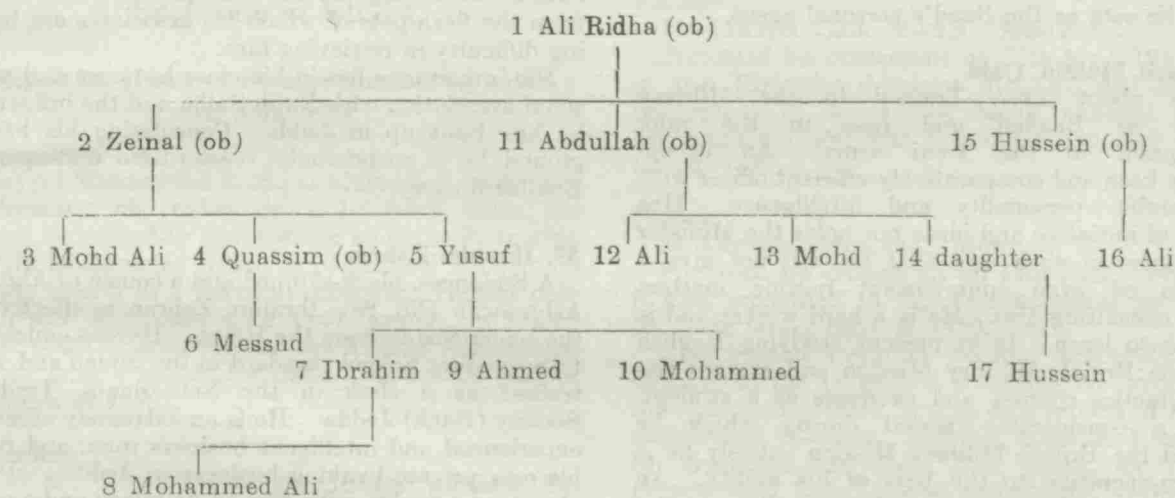 1 Ali Ridha (ob)
2 Zeinal (ob) 11 Abdullah (ob) 15 Hussein (ob)
3 Mohd Ali 4 Quassim (ob) 5 Yusuf 12 Ali 13 Mohd 14 daughter 16 Ali
6 Messud
7 Ibrahim 9 Ahmed 10 Mohammed 17 Hussein
8 Mohammed Ali